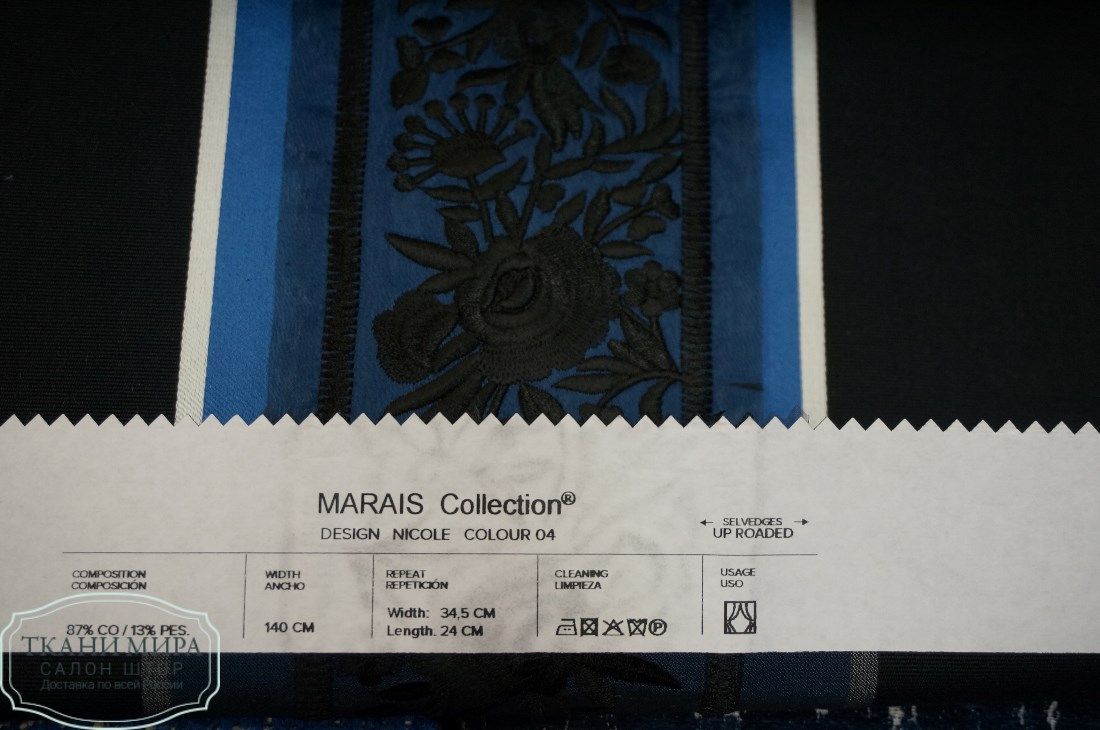 MARAIS Collection®
DESIGN NICOLE COLOUR 04
← SELVEDGES →
UP ROADED
COMPOSITION
COMPOSICIÓN
87% CO / 13% PES.
WIDTH
ANCHO
140 CM
REPEAT
REPETICIÓN
Width: 34,5 CM
Length. 24 CM
CLEANING
LIMPIEZA
USAGE
USO
ТКАНИ МИРА
САЛОН ШТОР
Доставка по всей России